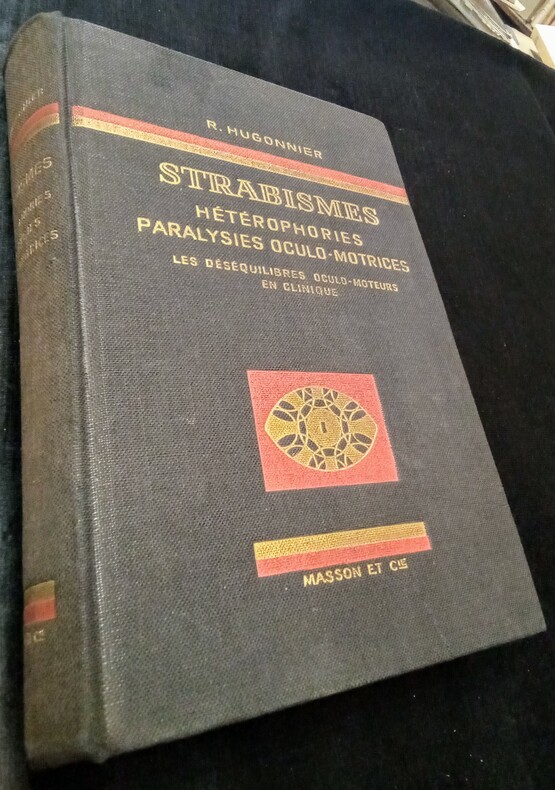 R. HUGONNIER
STRABISMES
HÉTÉROPHORIES
PARALYSIES OCULO-MOTRICES
LES DÉSÉQUILIBRES OCULO-MOTEURS
EN CLINIQUE
MASSON ET CIE